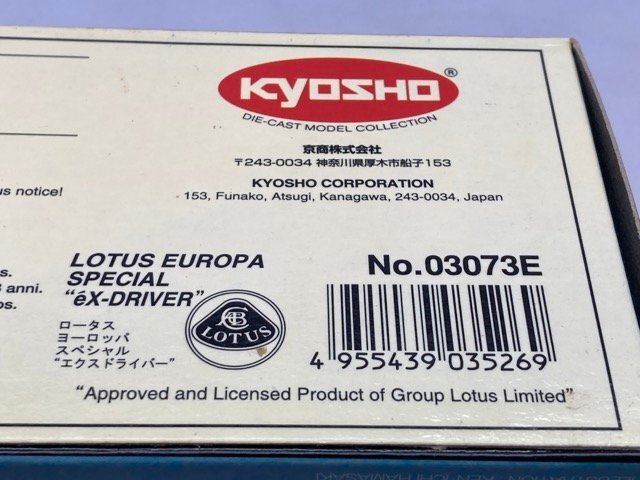 KYOSHO®
DIE-CAST MODEL COLLECTION
京商株式会社
〒243-0034 神奈川県厚木市船子153
KYOSHO CORPORATION
153, Funako, Atsugi, Kanagawa, 243-0034, Japan
us notice!
s.
anni.
os.
LOTUS EUROPA
SPECIAL
"êX-DRIVER"
ロータス
ヨーロッパ
スペシャル
"エクスドライバー"
LOTUS
No.03073E
4 955439 035269
"Approved and Licensed Product of Group Lotus Limited"